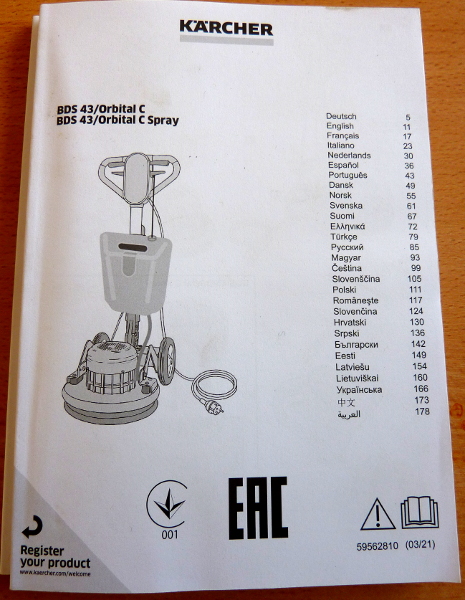 KÄRCHER
BDS 43/Orbital C
BDS 43/Orbital C Spray
Deutsch 5
English 11
Français 17
Italiano 23
Nederlands 30
Español 36
Português 43
Dansk 49
Norsk 55
Svenska 61
Suomi 67
Ελληνικά 72
Türkçe 79
Русский 85
Magyar 93
Čeština 99
Slovenščina 105
Polski 111
Româneşte 117
Slovenčina 124
Hrvatski 130
Srpski 136
Български 142
Eesti 149
Latviešu 154
Lietuviškai 160
Українська 166
中文 173
العربية 178
001
EAC
Register
your product
www.kaercher.com/welcome
59562810 (03/21)